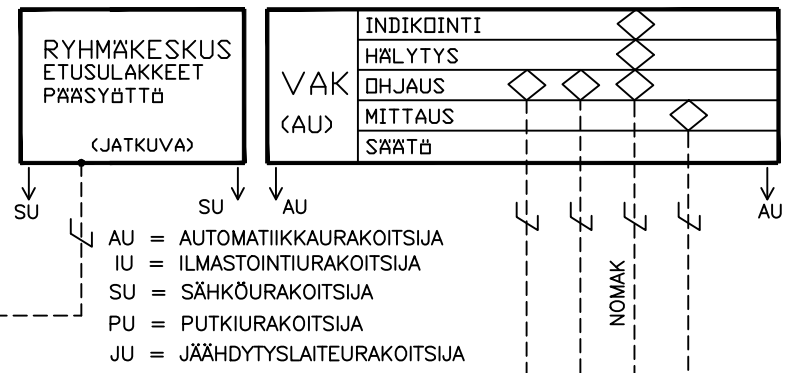 RYHMÄKESKUS
ETUSULAKKEET
PÄÄSYÖTTÖ
(JATKUVA)
VAK
(AU)
INDIKOINTI
HÄLYTYS
OHJAUS
MITTAUS
SÄÄTÖ
SU
SU
AU
AU
AU = AUTOMATIIKKAURAKOITSIJA
IU = ILMASTOINTIURAKOITSIJA
SU = SÄHKÖURAKOITSIJA
PU = PUTKIURAKOITSIJA
JU = JÄÄHDYTYSLAITEURAKOITSIJA
NOMAK